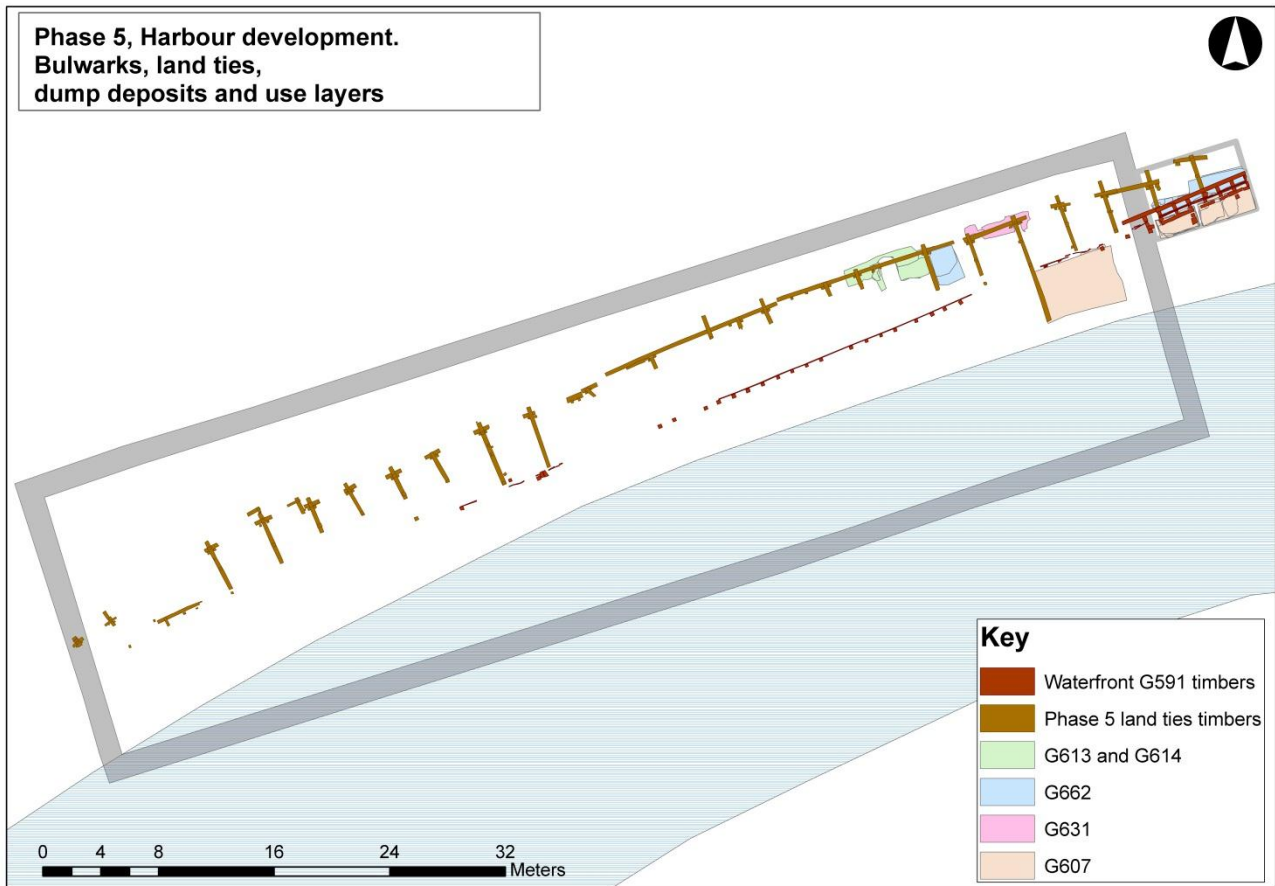 Phase 5, Harbour development.
Bulwarks, land ties,
dump deposits and use layers
Key
Waterfront G591 timbers
Phase 5 land ties timbers
G613 and G614
G662
G631
G607
0 4 8 16 24 32
Meters